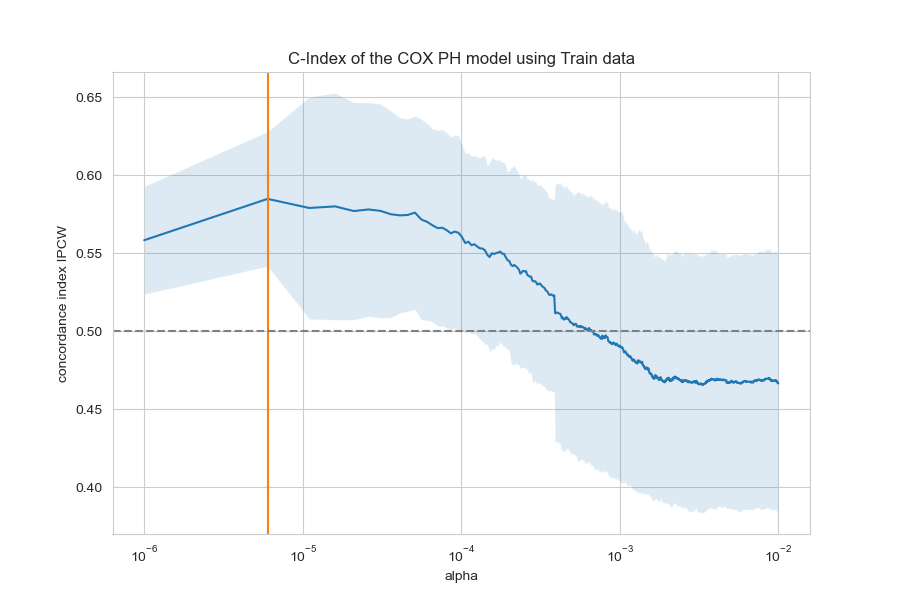 C-Index of the COX PH model using Train data
concordance index IPCW
0.65
0.60
0.55
0.50
0.45
0.40
10⁻⁶ 10⁻⁵ 10⁻⁴ 10⁻³ 10⁻²
alpha